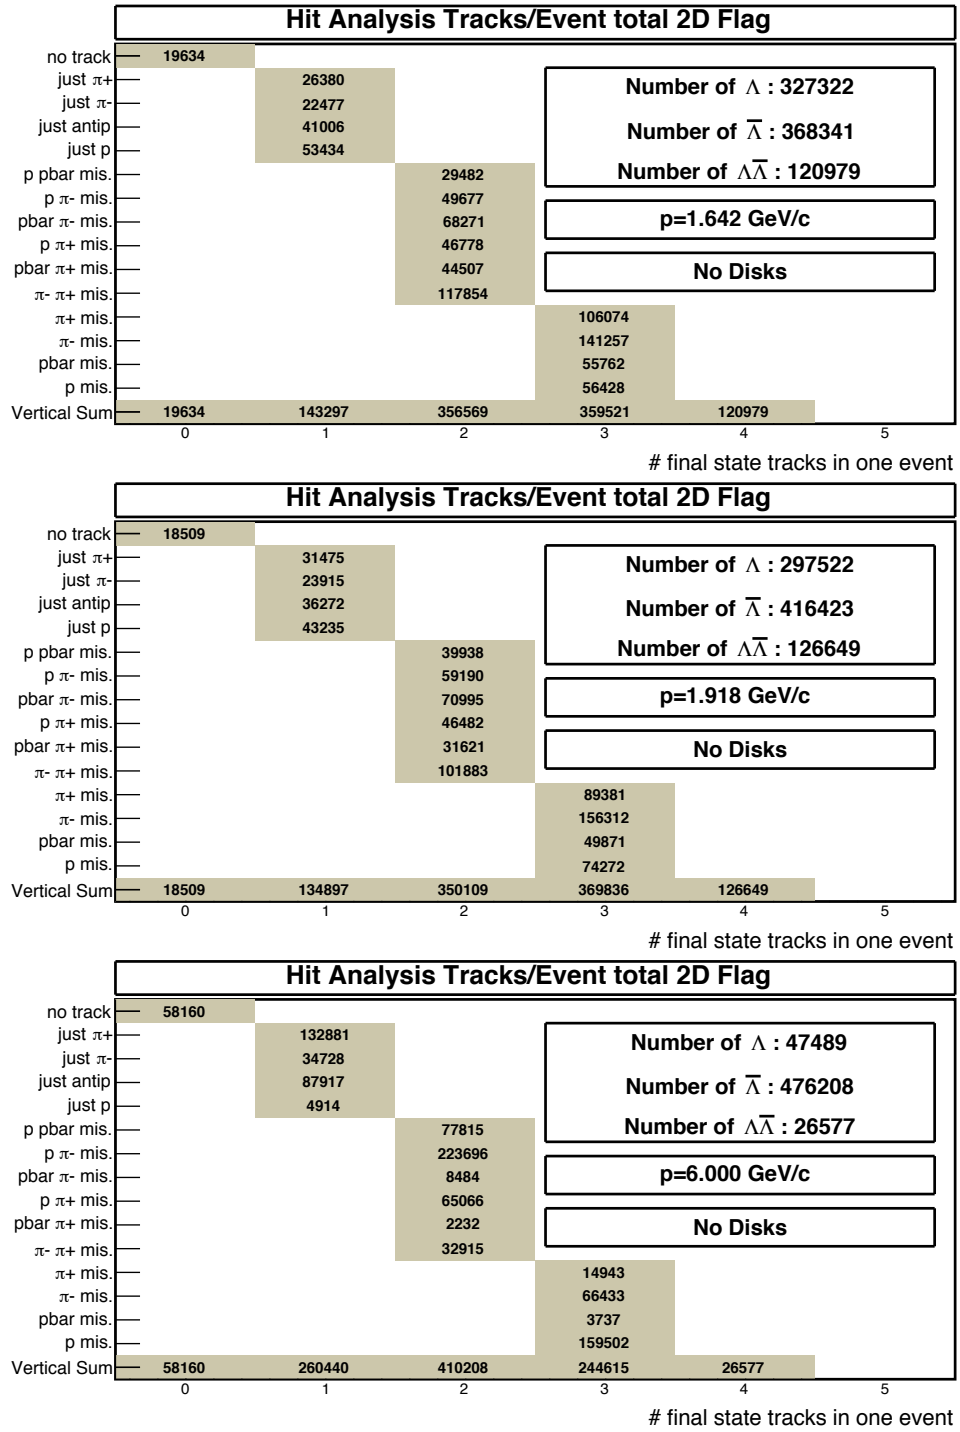 Hit Analysis Tracks/Event total 2D Flag
no track 19634
just π+ 26380
just π- 22477
just antip 41006
just p 53434
p pbar mis. 29482
p π- mis. 49677
pbar π- mis. 68271
p π+ mis. 46778
pbar π+ mis. 44507
π- π+ mis. 117854
π+ mis. 106074
π- mis. 141257
pbar mis. 55762
p mis. 56428
Vertical Sum 19634 143297 356569 359521 120979
0 1 2 3 4 5
# final state tracks in one event
Number of Λ : 327322
Number of Λ̅ : 368341
Number of ΛΛ̅ : 120979
p=1.642 GeV/c
No Disks
Hit Analysis Tracks/Event total 2D Flag
no track 18509
just π+ 31475
just π- 23915
just antip 36272
just p 43235
p pbar mis. 39938
p π- mis. 59190
pbar π- mis. 70995
p π+ mis. 46482
pbar π+ mis. 31621
π- π+ mis. 101883
π+ mis. 89381
π- mis. 156312
pbar mis. 49871
p mis. 74272
Vertical Sum 18509 134897 350109 369836 126649
0 1 2 3 4 5
# final state tracks in one event
Number of Λ : 297522
Number of Λ̅ : 416423
Number of ΛΛ̅ : 126649
p=1.918 GeV/c
No Disks
Hit Analysis Tracks/Event total 2D Flag
no track 58160
just π+ 132881
just π- 34728
just antip 87917
just p 4914
p pbar mis. 77815
p π- mis. 223696
pbar π- mis. 8484
p π+ mis. 65066
pbar π+ mis. 2232
π- π+ mis. 32915
π+ mis. 14943
π- mis. 66433
pbar mis. 3737
p mis. 159502
Vertical Sum 58160 260440 410208 244615 26577
0 1 2 3 4 5
# final state tracks in one event
Number of Λ : 47489
Number of Λ̅ : 476208
Number of ΛΛ̅ : 26577
p=6.000 GeV/c
No Disks